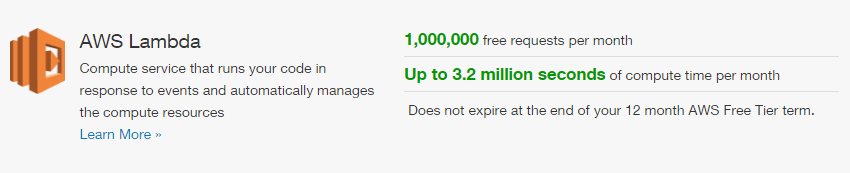 AWS Lambda
Compute service that runs your code in
response to events and automatically manages
the compute resources
Learn More »
1,000,000 free requests per month
Up to 3.2 million seconds of compute time per month
Does not expire at the end of your 12 month AWS Free Tier term.